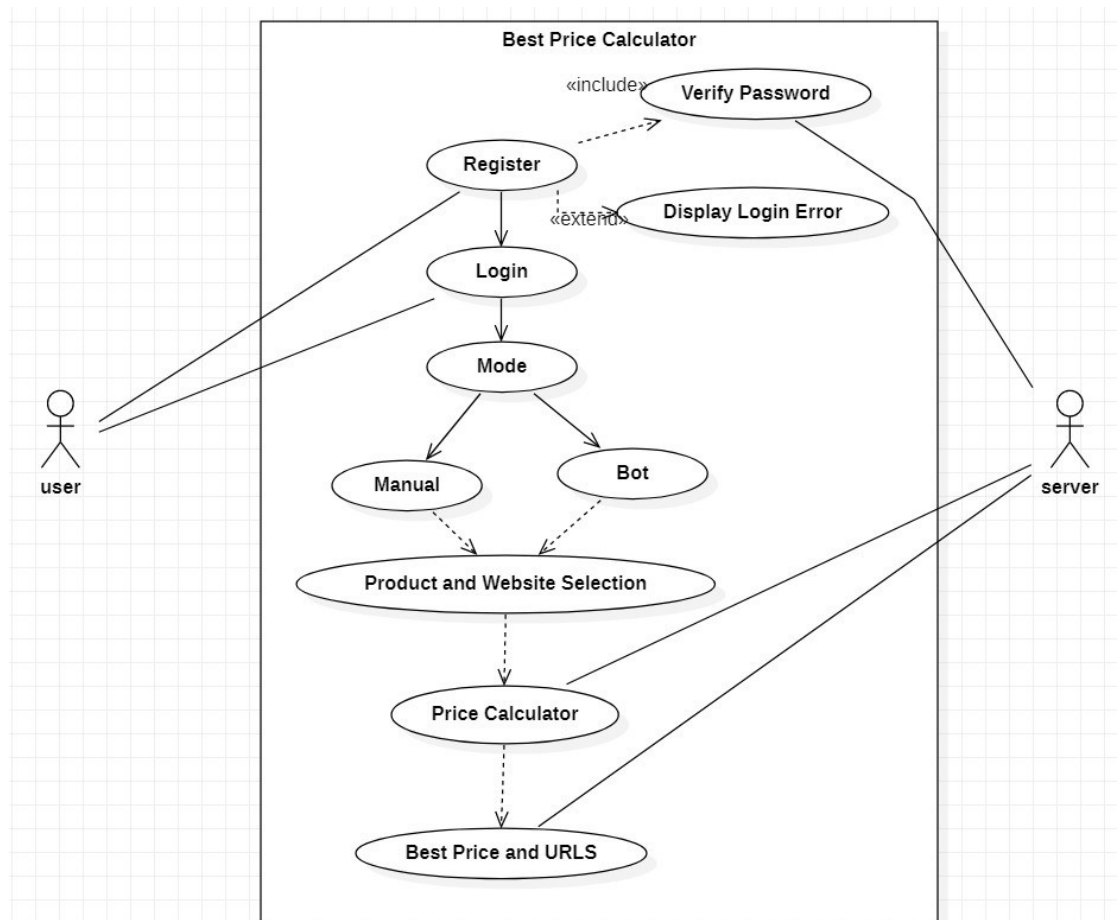 Best Price Calculator
«include»
Verify Password
Register
«extend»
Display Login Error
Login
Mode
Manual
Bot
user
server
Product and Website Selection
Price Calculator
Best Price and URLS